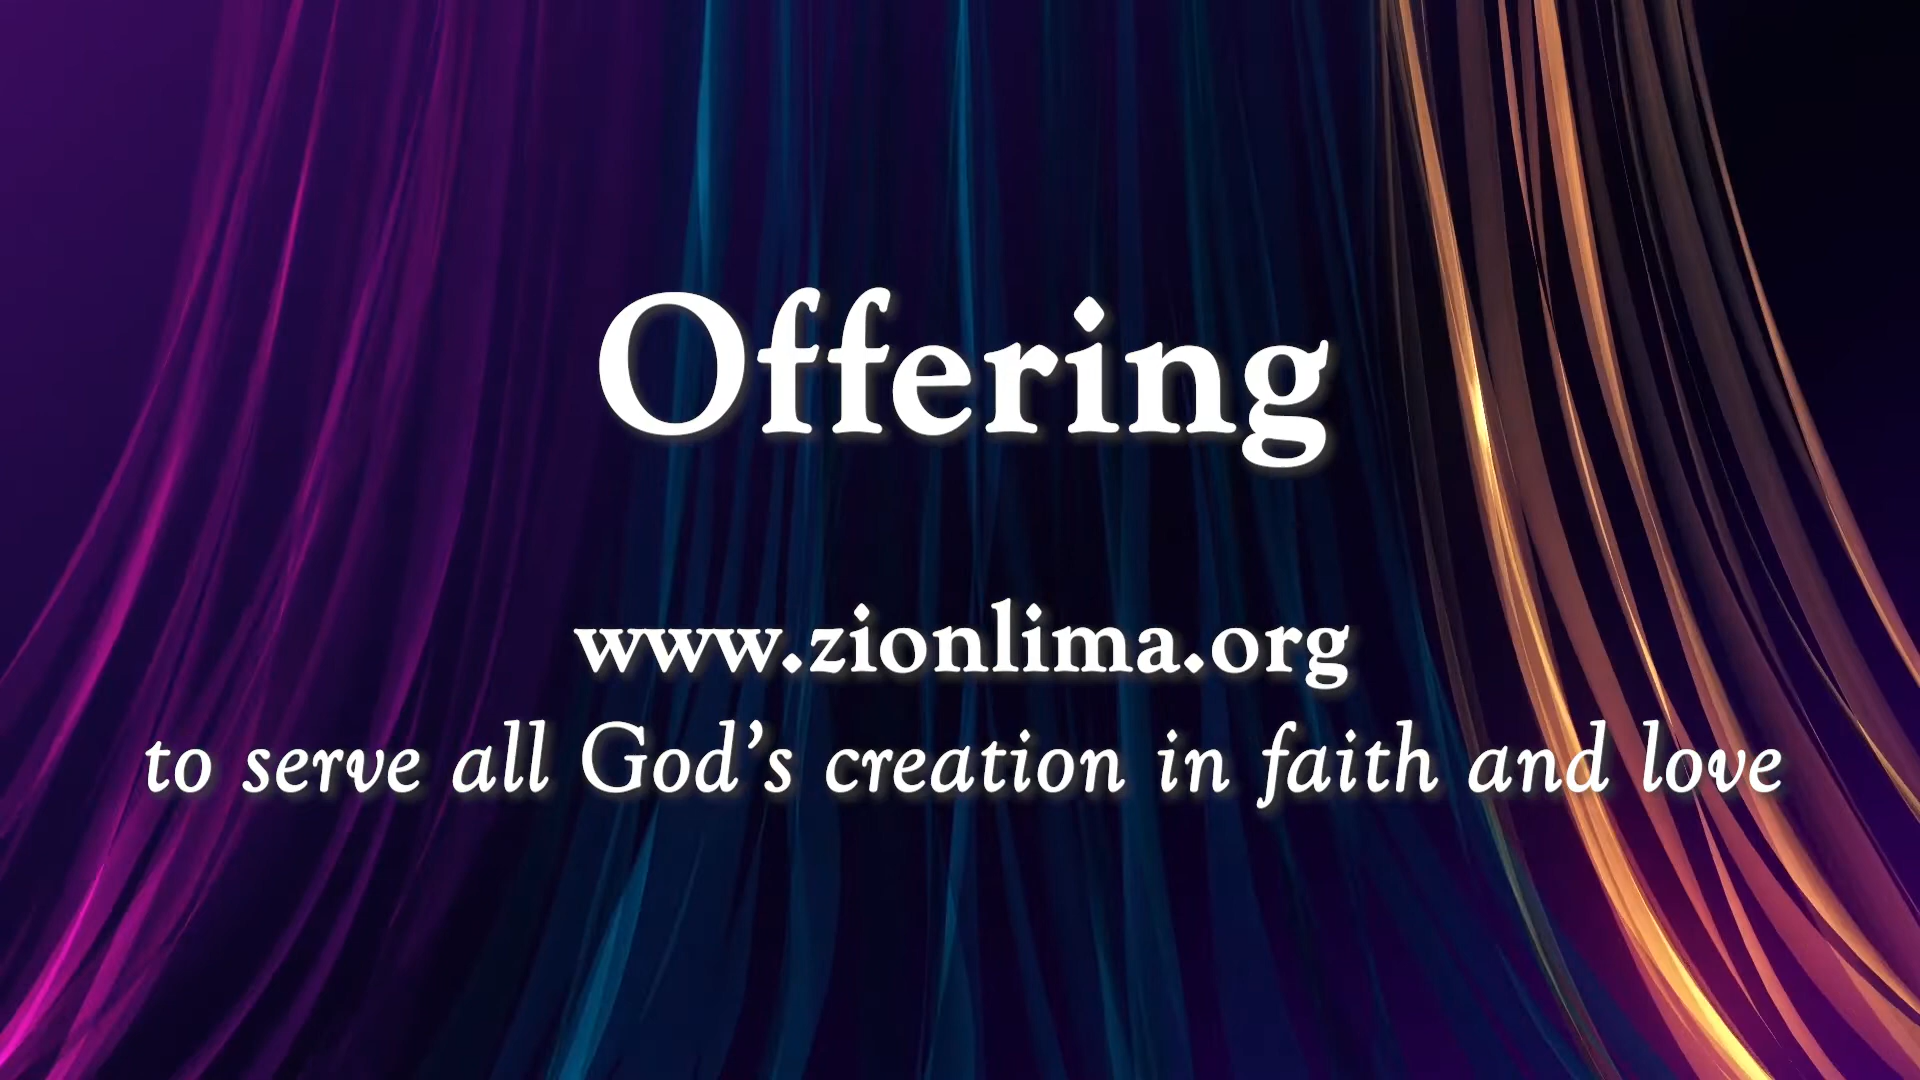 Offering
www.zionlima.org
to serve all God’s creation in faith and love